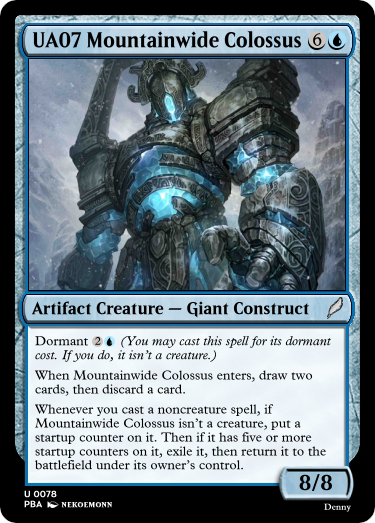 UA07 Mountainwide Colossus 6
Artifact Creature — Giant Construct
Dormant 2 (You may cast this spell for its dormant
cost. If you do, it isn't a creature.)
When Mountainwide Colossus enters, draw two
cards, then discard a card.
Whenever you cast a noncreature spell, if
Mountainwide Colossus isn't a creature, put a
startup counter on it. Then if it has five or more
startup counters on it, exile it, then return it to the
battlefield under its owner's control.
8/8
U 0078
PBA NEKOEMONN
Denny